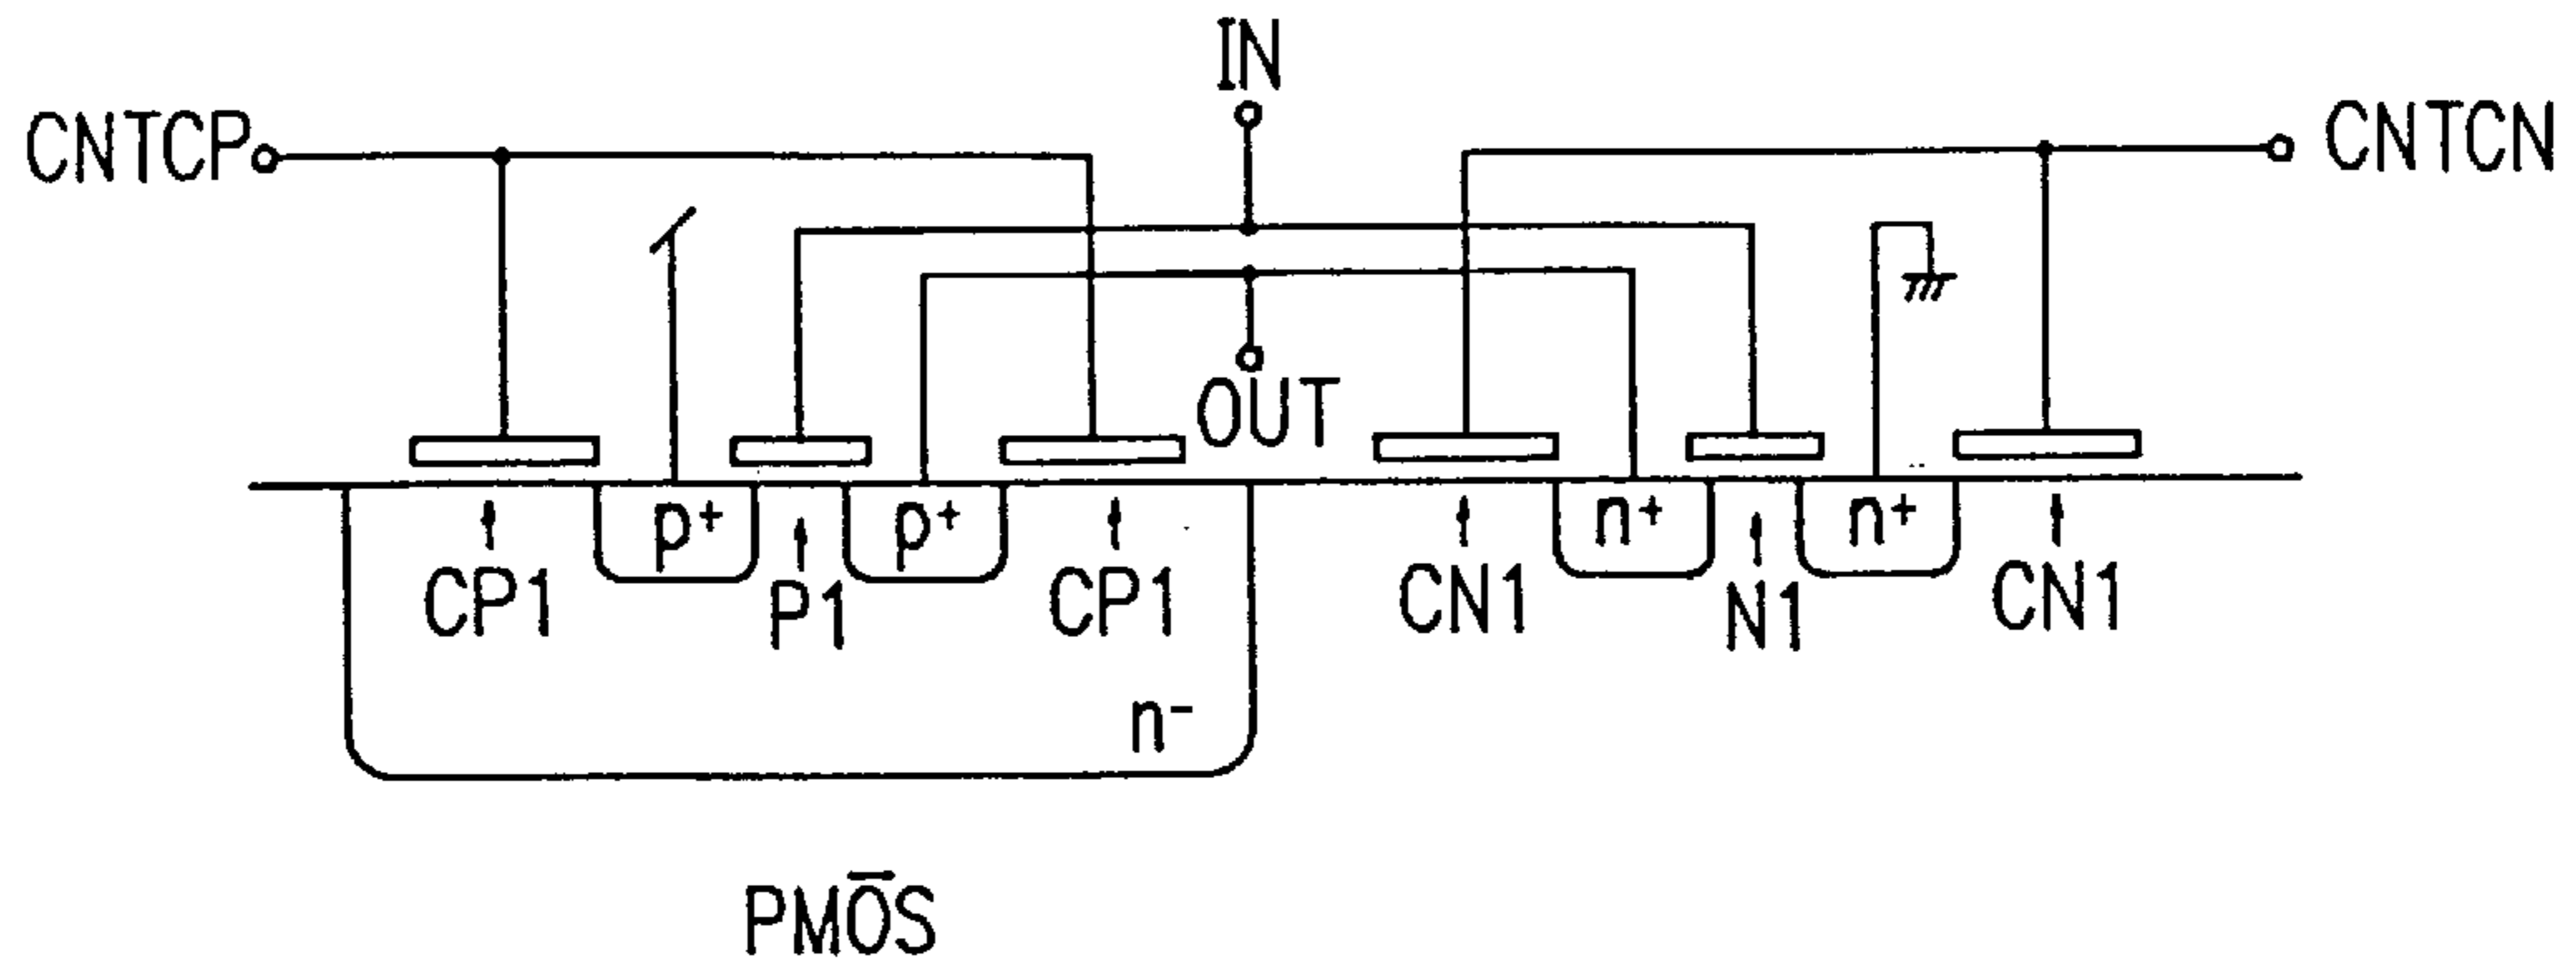 IN
CNTCP
CNTCN
OUT
p+ p+ n+ n+
CP1 P1 CP1 CN1 N1 CN1
n-
PMOS